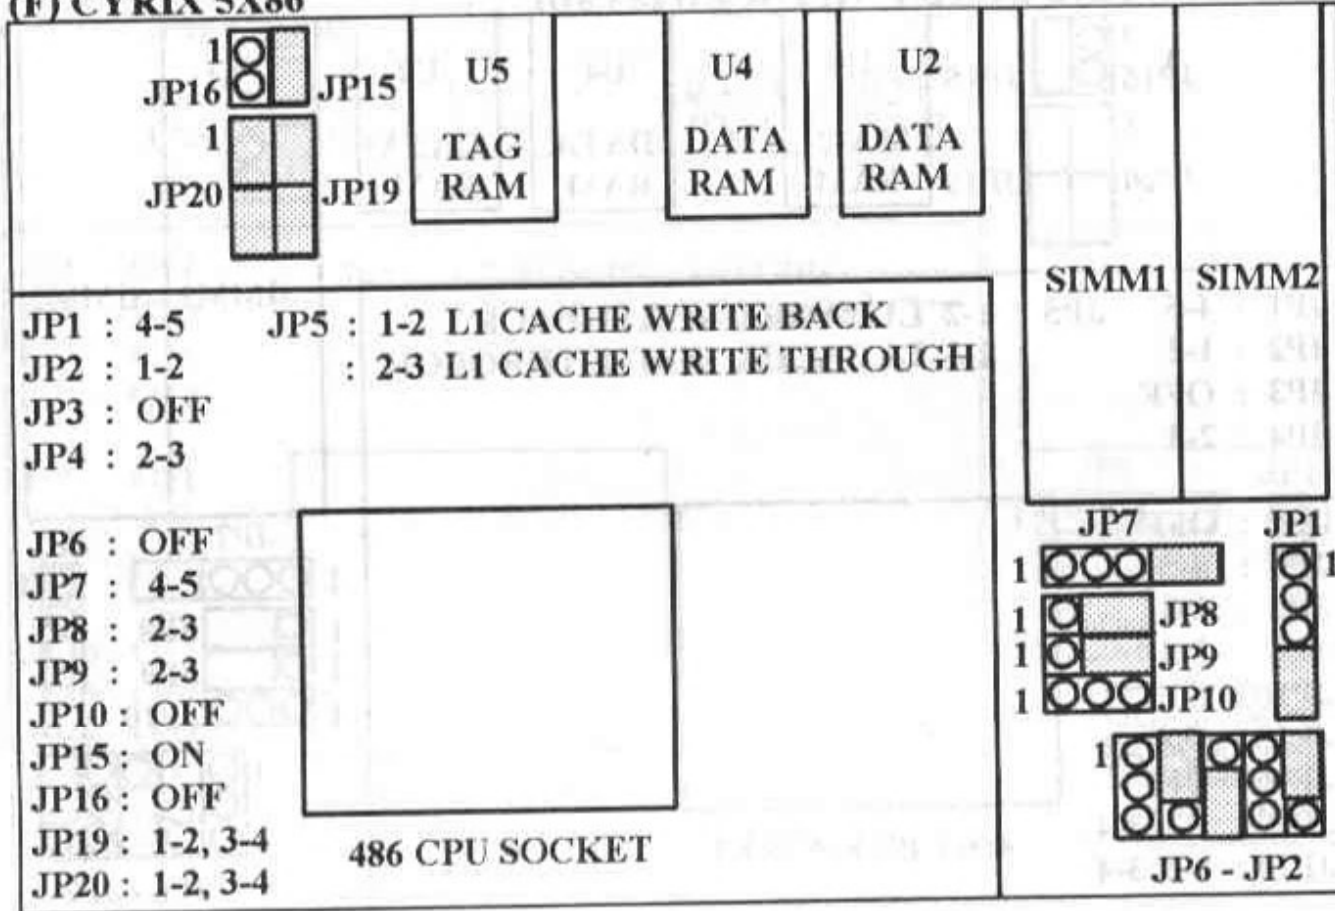 (F) CYRIX 5X86
1
JP16 JP15
1
JP20 JP19
U5
TAG
RAM
U4
DATA
RAM
U2
DATA
RAM
SIMM1 SIMM2
JP1 : 4-5 JP5 : 1-2 L1 CACHE WRITE BACK
JP2 : 1-2 : 2-3 L1 CACHE WRITE THROUGH
JP3 : OFF
JP4 : 2-3
JP6 : OFF
JP7 : 4-5
JP8 : 2-3
JP9 : 2-3
JP10 : OFF
JP15 : ON
JP16 : OFF
JP19 : 1-2, 3-4
JP20 : 1-2, 3-4
486 CPU SOCKET
JP7 JP1
1 1
1 JP8
1 JP9
1 JP10
1
JP6 - JP2